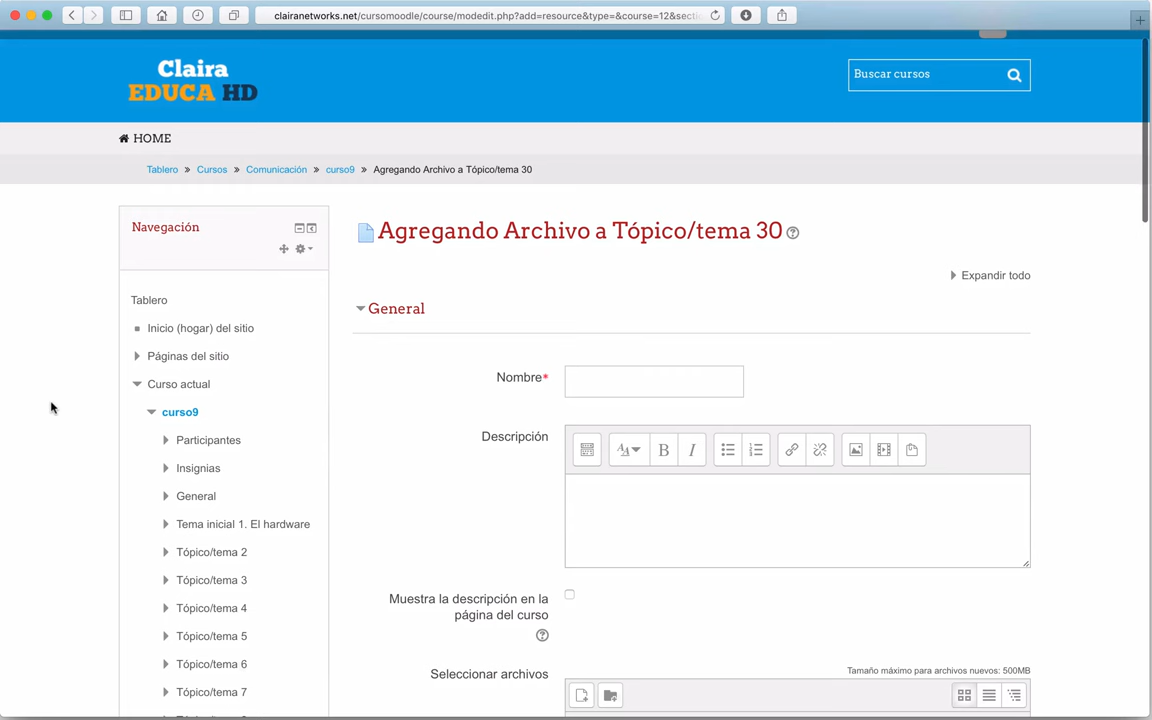 clairanetworks.net/cursomoodle/course/modedit.php?add=resource&type=&course=12&secti
Claira
EDUCA HD
Buscar cursos
HOME
Tablero » Cursos » Comunicación » curso9 » Agregando Archivo a Tópico/tema 30
Navegación
Tablero
Inicio (hogar) del sitio
Páginas del sitio
Curso actual
curso9
Participantes
Insignias
General
Tema inicial 1. El hardware
Tópico/tema 2
Tópico/tema 3
Tópico/tema 4
Tópico/tema 5
Tópico/tema 6
Tópico/tema 7
Agregando Archivo a Tópico/tema 30
Expandir todo
General
Nombre*
Descripción
Muestra la descripción en la
página del curso
Seleccionar archivos
Tamaño máximo para archivos nuevos: 500MB